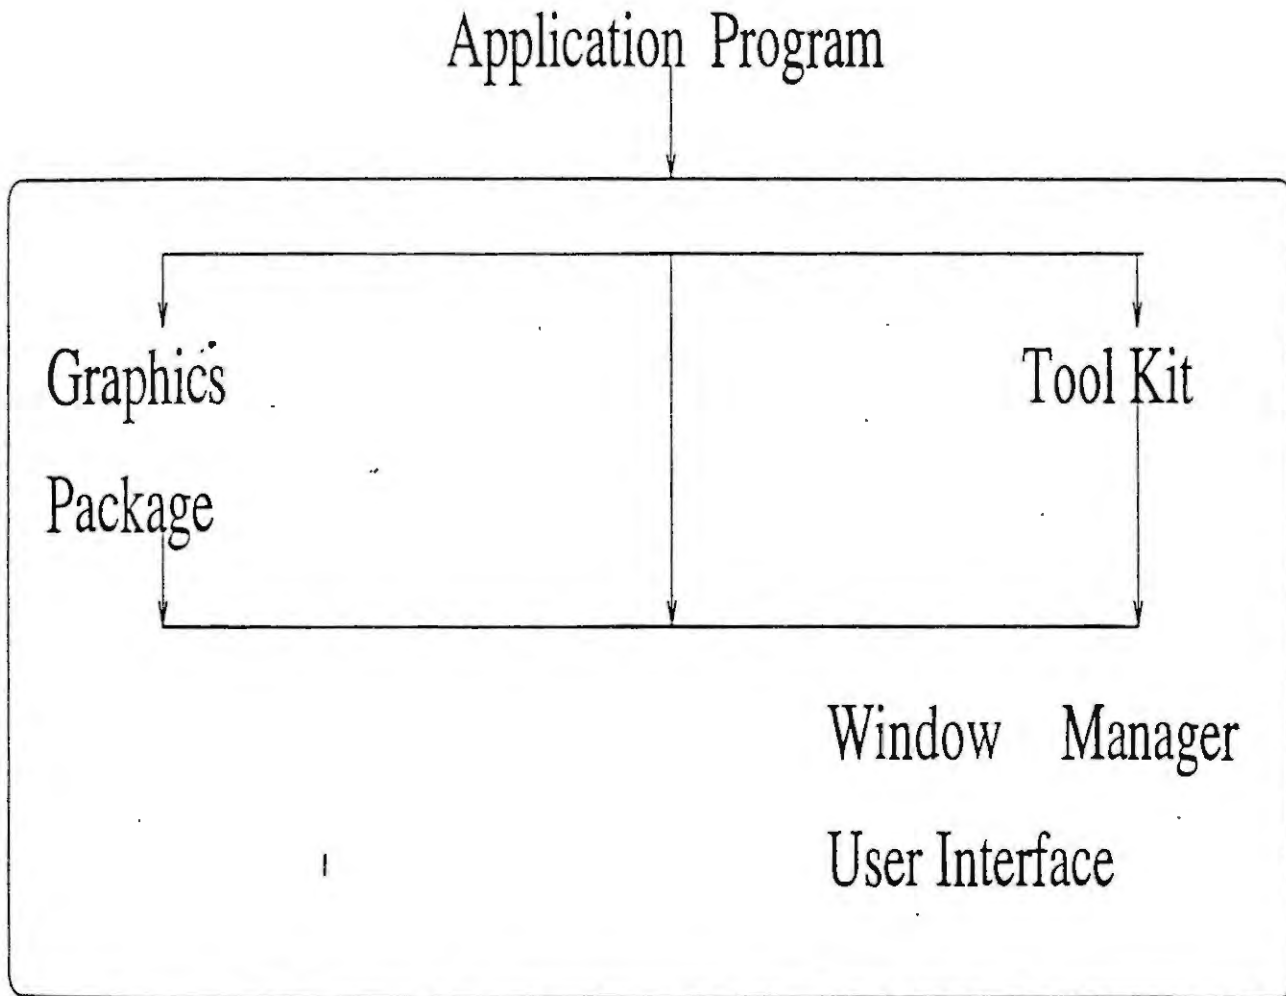 Application Program
Graphics
Tool Kit
Package
Window Manager
User Interface